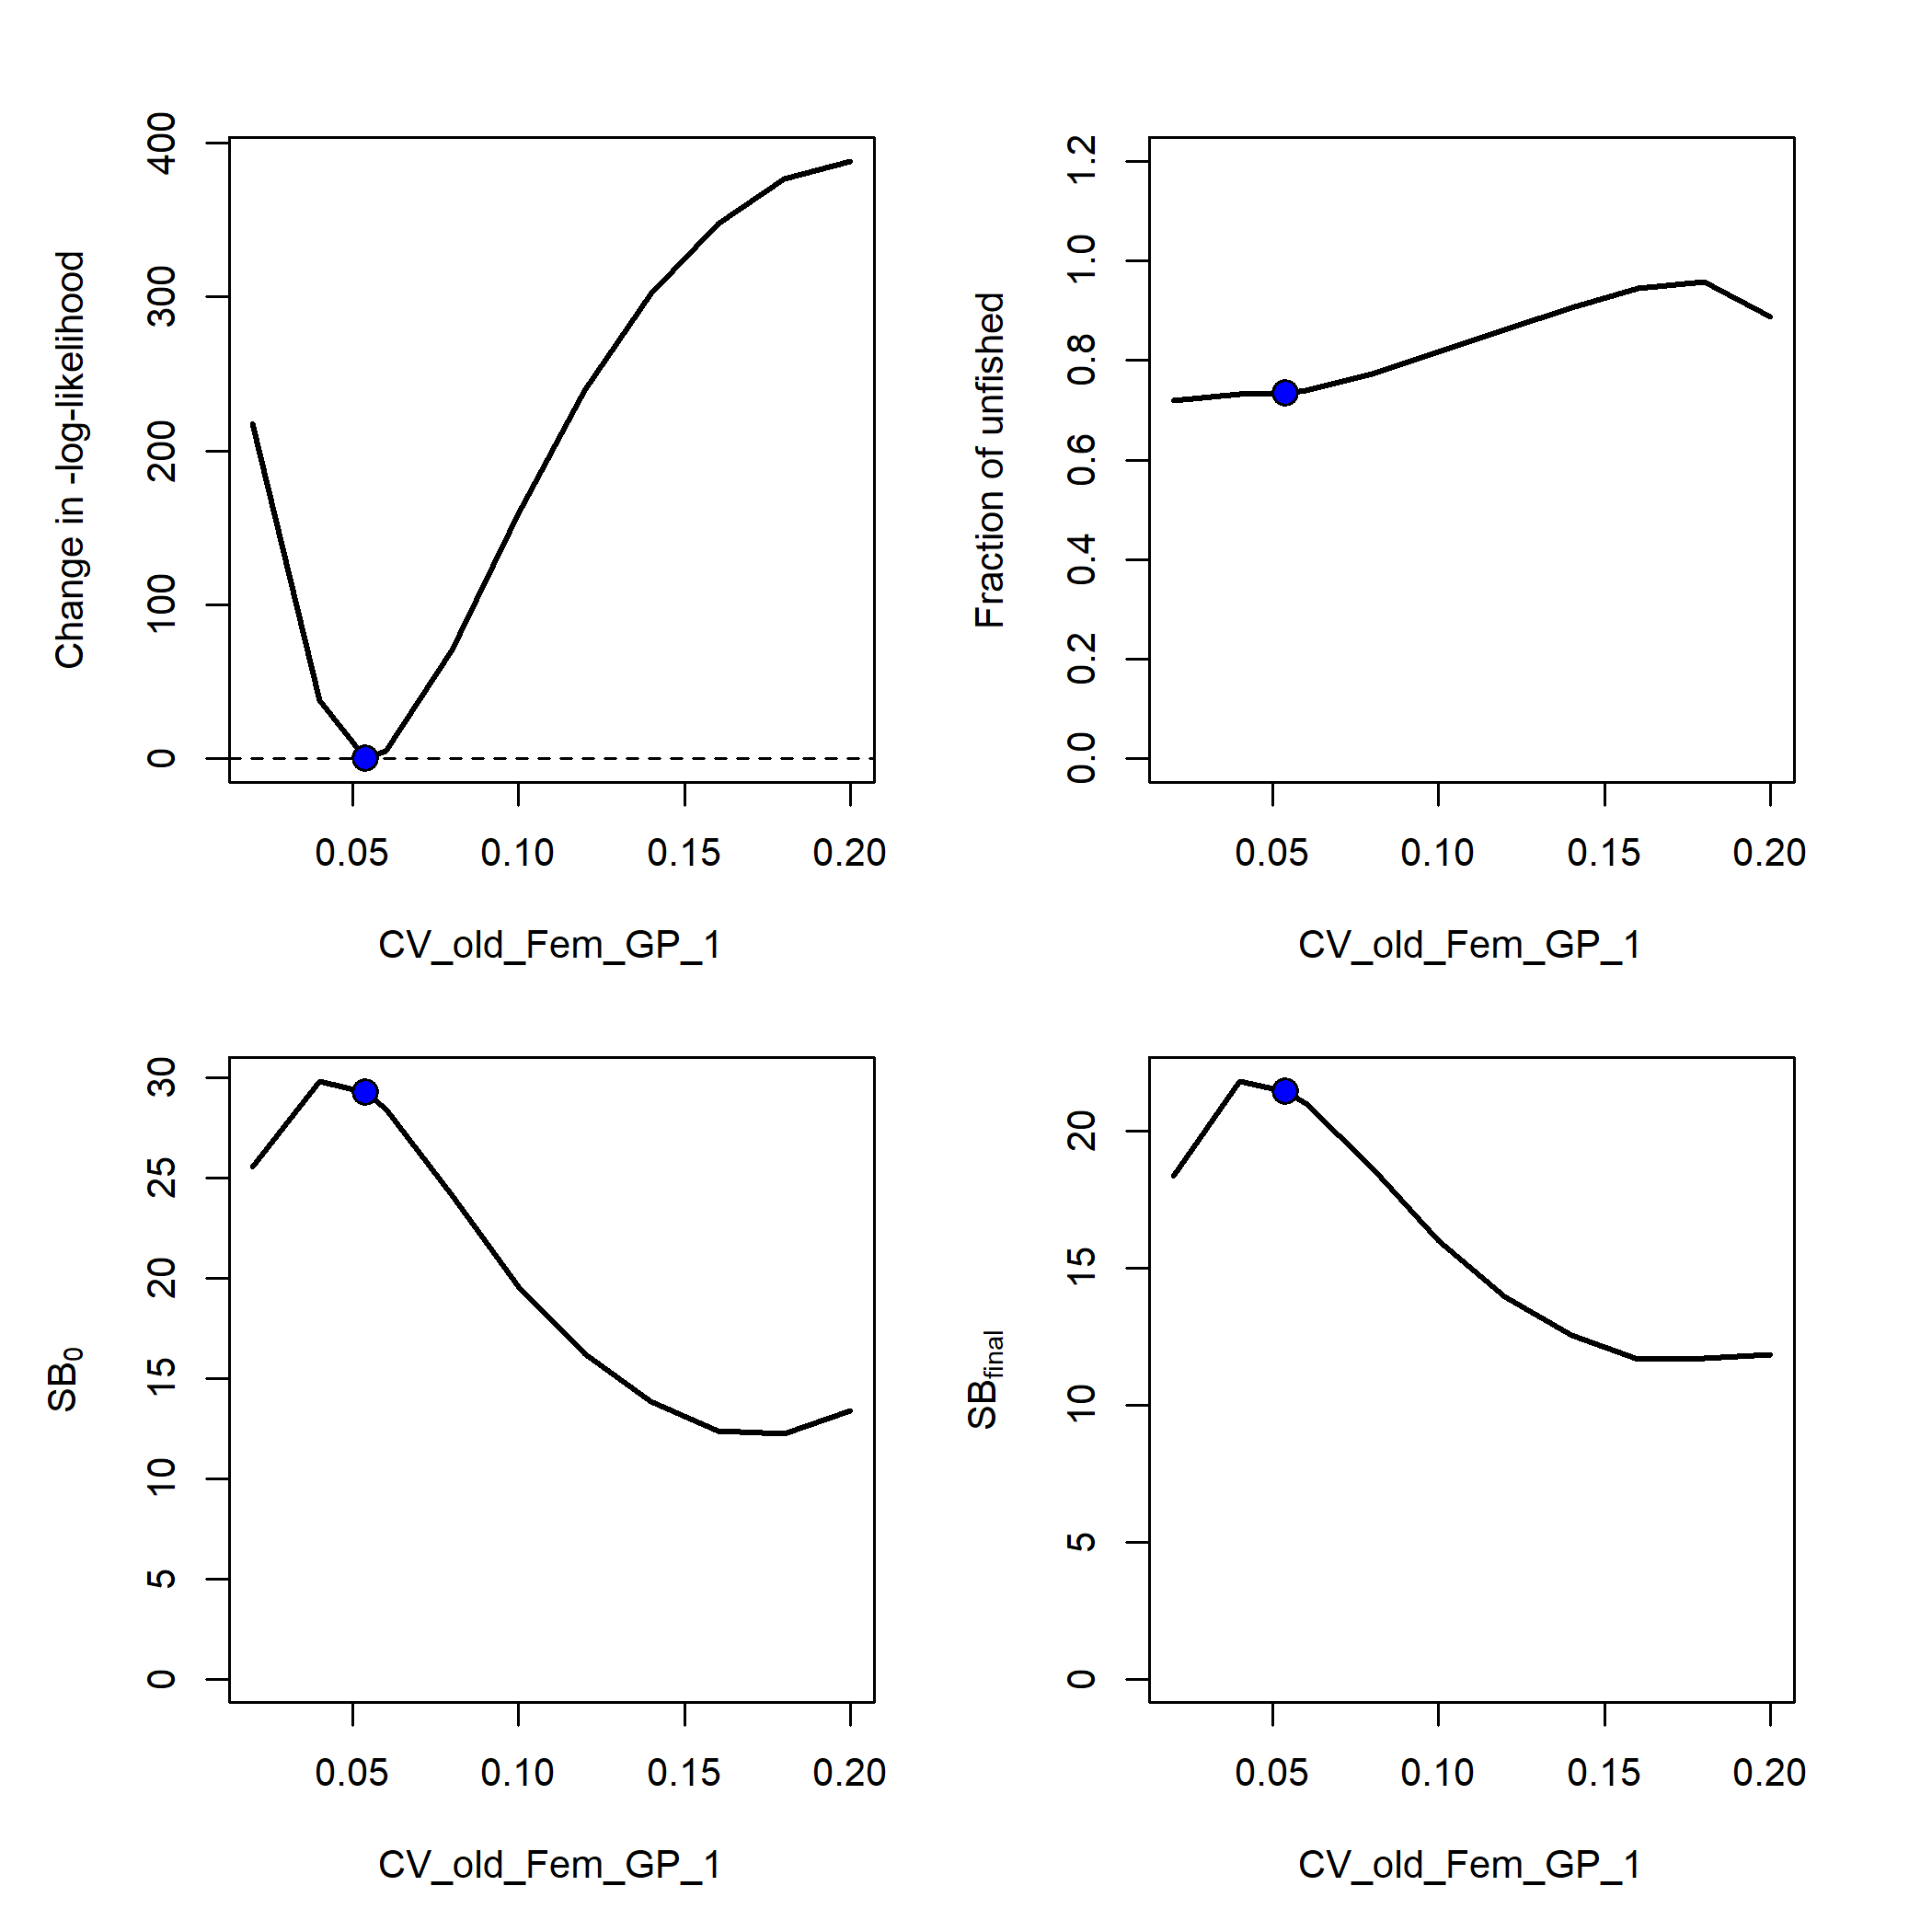 Change in -log-likelihood
0 100 200 300 400
0.05 0.10 0.15 0.20
CV_old_Fem_GP_1
Fraction of unfished
0.0 0.2 0.4 0.6 0.8 1.0 1.2
0.05 0.10 0.15 0.20
CV_old_Fem_GP_1
SB0
0 5 10 15 20 25 30
0.05 0.10 0.15 0.20
CV_old_Fem_GP_1
SBfinal
0 5 10 15 20
0.05 0.10 0.15 0.20
CV_old_Fem_GP_1